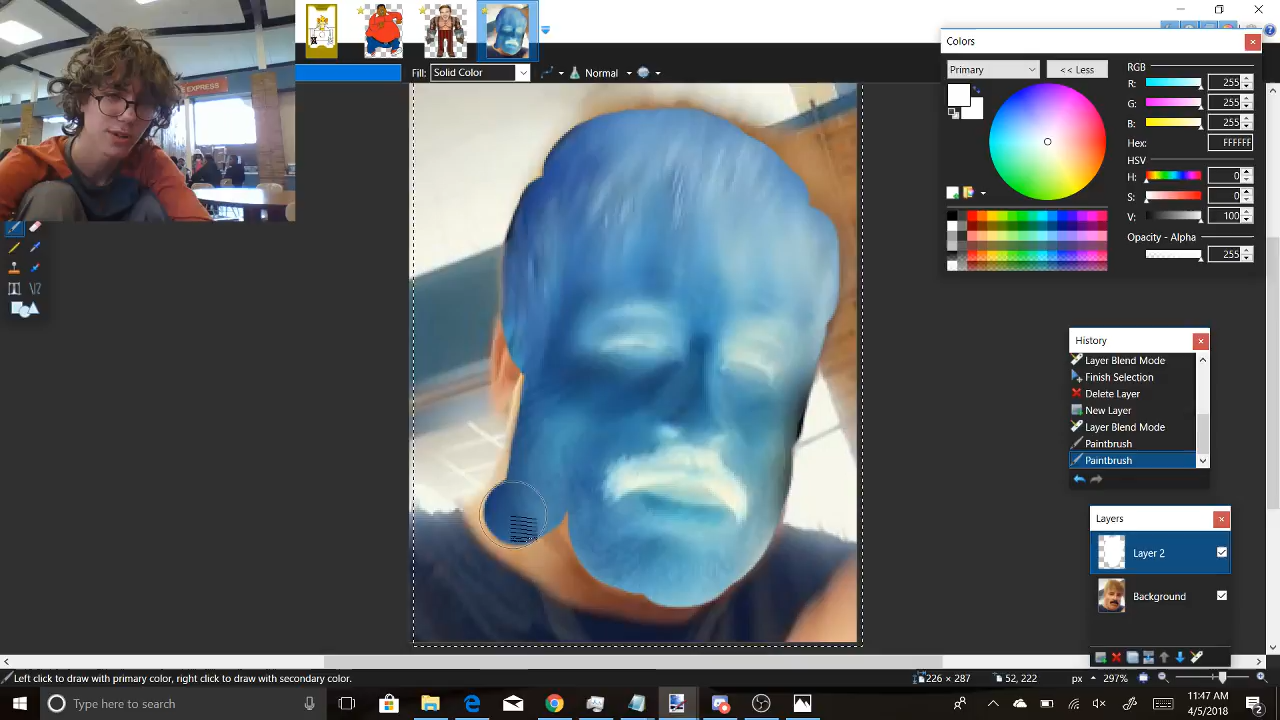 Fill: Solid Color Normal
Colors
Primary << Less
RGB
R: 255
G: 255
B: 255
Hex: FFFFFF
HSV
H: 0
S: 0
V: 100
Opacity - Alpha
255
E EXPRESS
History
Layer Blend Mode
Finish Selection
Delete Layer
New Layer
Layer Blend Mode
Paintbrush
Paintbrush
Layers
Layer 2
Background
Left click to draw with primary color, right click to draw with secondary color.
226 × 287
52, 222
px
297%
Type here to search
11:47 AM
4/5/2018